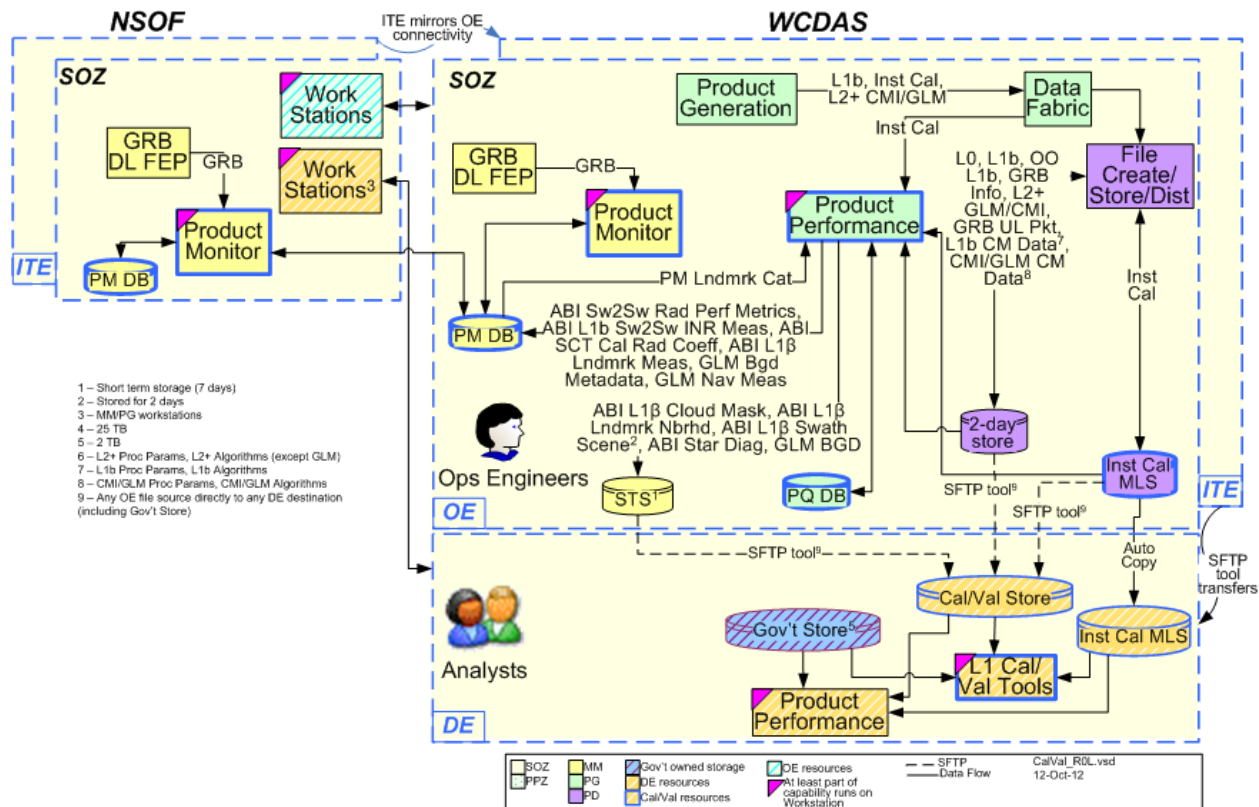 NSOF
WCDAS
ITE mirrors OE
connectivity
SOZ
Work
Stations
GRB
DL FEP
GRB
Work
Stations3
Product
Monitor
PM DB
ITE
SOZ
Product
Generation
L1b, Inst Cal,
L2+ CMI/GLM
Data
Fabric
Inst Cal
GRB
DL FEP
GRB
Product
Monitor
Product
Performance
L0, L1b, OO
L1b, GRB
Info, L2+
GLM/CMI,
GRB UL Pkt,
L1b CM Data7,
CMI/GLM CM
Data8
File
Create/
Store/Dist
Inst
Cal
PM Lndmrk Cat
PM DB
ABI Sw2Sw Rad Perf Metrics,
ABI L1b Sw2Sw INR Meas, ABI
SCT Cal Rad Coeff, ABI L1β
Lndmrk Meas, GLM Bgd
Metadata, GLM Nav Meas
ABI L1β Cloud Mask, ABI L1β
Lndmrk Nbrhd, ABI L1β Swath
Scene2, ABI Star Diag, GLM BGD
2-day
store
Ops Engineers
STS1
PQ DB
Inst Cal
MLS
SFTP tool9
SFTP tool9
OE
ITE
1 – Short term storage (7 days)
2 – Stored for 2 days
3 – MM/PG workstations
4 – 25 TB
5 – 2 TB
6 – L2+ Proc Params, L2+ Algorithms (except GLM)
7 – L1b Proc Params, L1b Algorithms
8 – CMI/GLM Proc Params, CMI/GLM Algorithms
9 – Any OE file source directly to any DE destination
(including Gov't Store)
SFTP tool9
Auto
Copy
SFTP
tool
transfers
Cal/Val Store
Gov't Store5
Inst Cal MLS
Analysts
L1 Cal/
Val Tools
Product
Performance
DE
SOZ
PPZ
MM
PG
PD
Gov't owned storage
DE resources
Cal/Val resources
OE resources
At least part of
capability runs on
Workstation
SFTP
Data Flow
CalVal_R0L.vsd
12-Oct-12